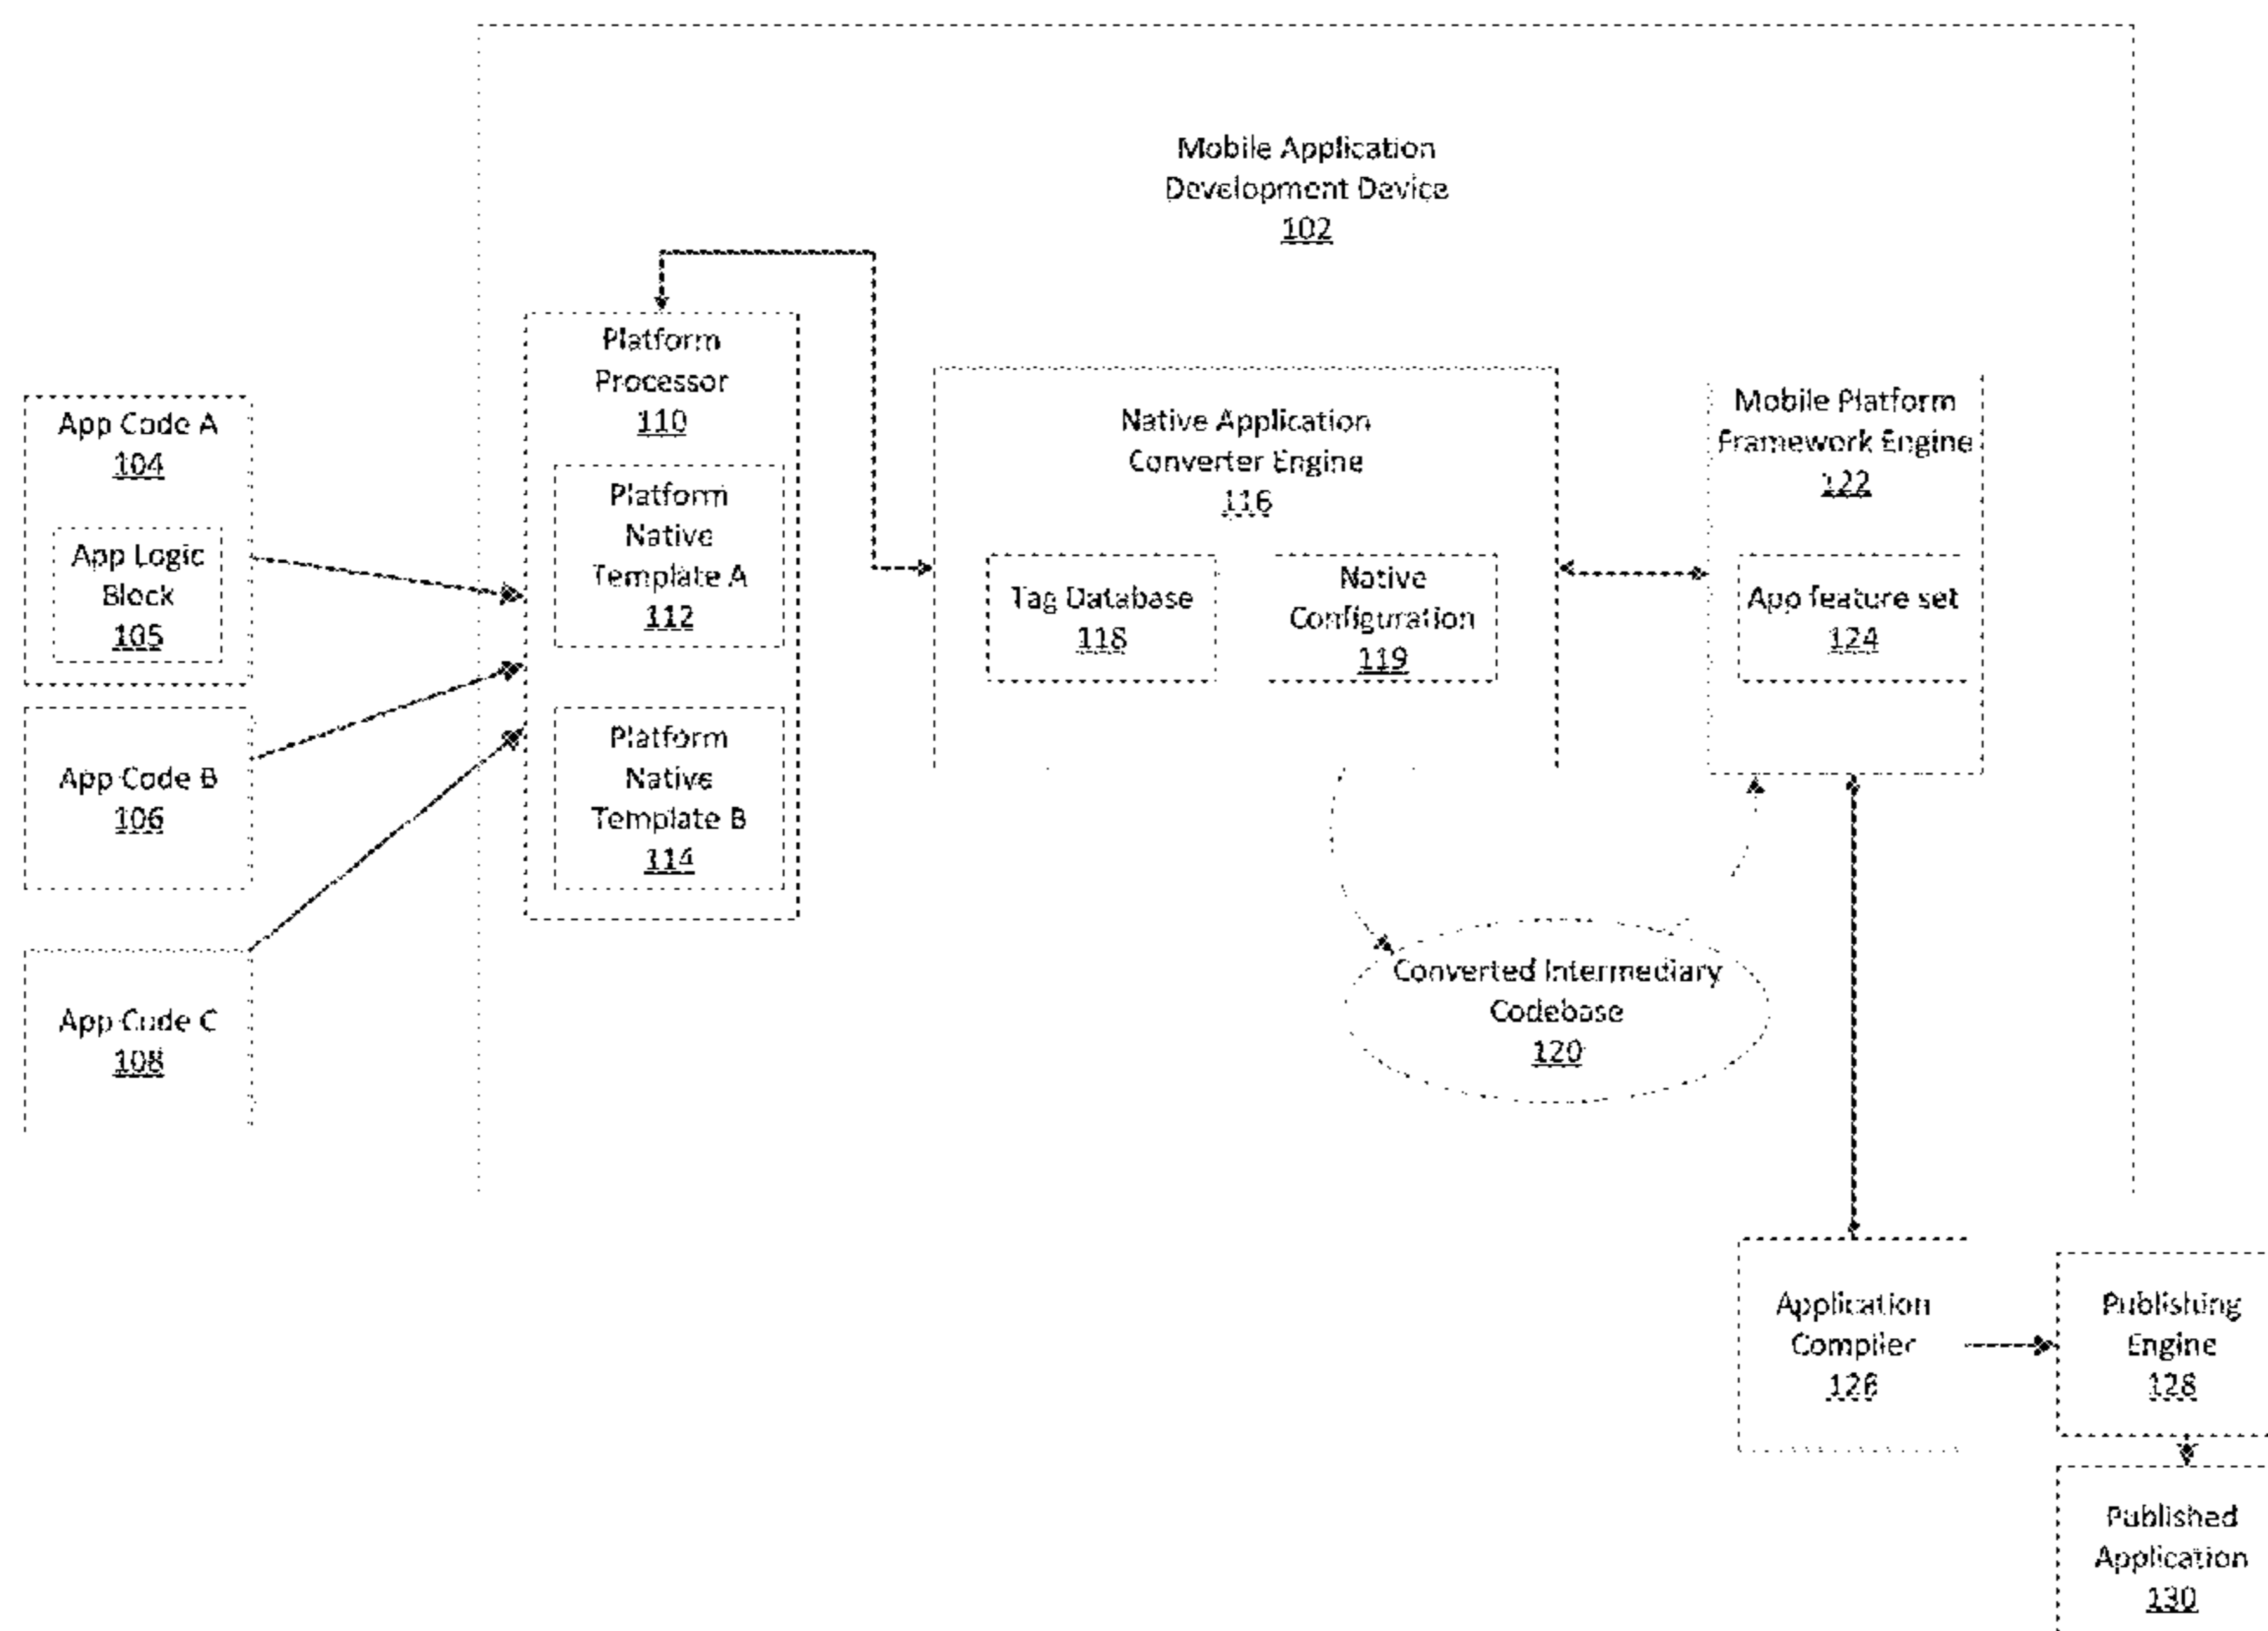 Mobile Application
Development Device
102
App Code A
104
App Logic
Block
105
App Code B
106
App Code C
108
Platform
Processor
110
Platform
Native
Template A
112
Platform
Native
Template B
114
Native Application
Converter Engine
116
Tag Database
118
Native
Configuration
119
Mobile Platform
Framework Engine
122
App feature set
124
Converted Intermediary
Codebase
120
Application
Compiler
126
Publishing
Engine
128
Published
Application
130